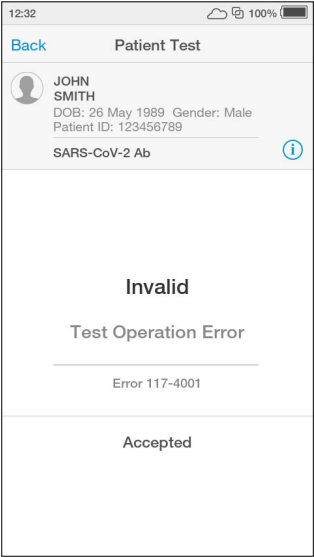 12:32 100%
Back Patient Test
JOHN
SMITH
DOB: 26 May 1989 Gender: Male
Patient ID: 123456789
SARS-CoV-2 Ab
i
Invalid
Test Operation Error
Error 117-4001
Accepted